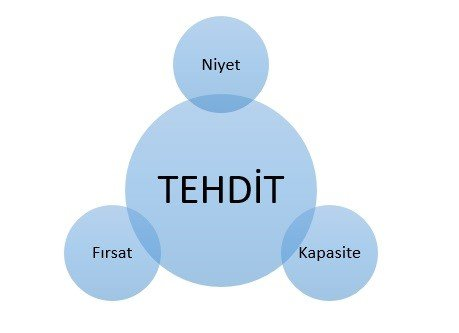 Niyet
TEHDİT
Fırsat
Kapasite